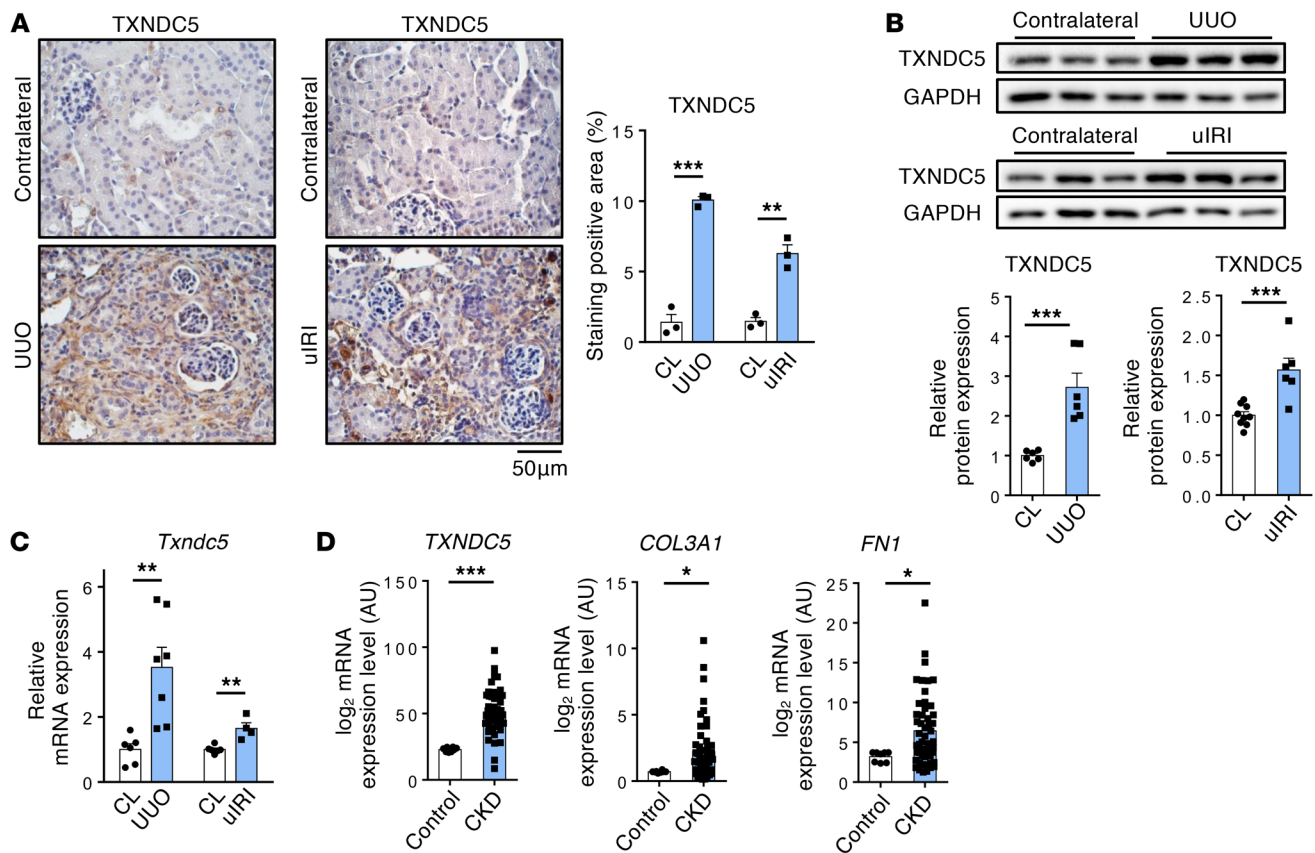 A
TXNDC5
TXNDC5
Contralateral
Contralateral
UUO
uIRI
50µm
TXNDC5
Staining positive area (%)
15
10
5
0
***
**
CL
UUO
CL
uIRI
B
Contralateral
UUO
TXNDC5
GAPDH
Contralateral
uIRI
TXNDC5
GAPDH
TXNDC5
Relative
protein expression
5
4
3
2
1
0
***
CL
UUO
TXNDC5
Relative
protein expression
2.5
2.0
1.5
1.0
0.5
0.0
***
CL
uIRI
C
Txndc5
Relative
mRNA expression
6
4
2
0
**
**
CL
UUO
CL
uIRI
D
TXNDC5
log₂ mRNA
expression level (AU)
150
100
50
0
***
Control
CKD
COL3A1
log₂ mRNA
expression level (AU)
15
10
5
0
*
Control
CKD
FN1
log₂ mRNA
expression level (AU)
25
20
15
10
5
0
*
Control
CKD